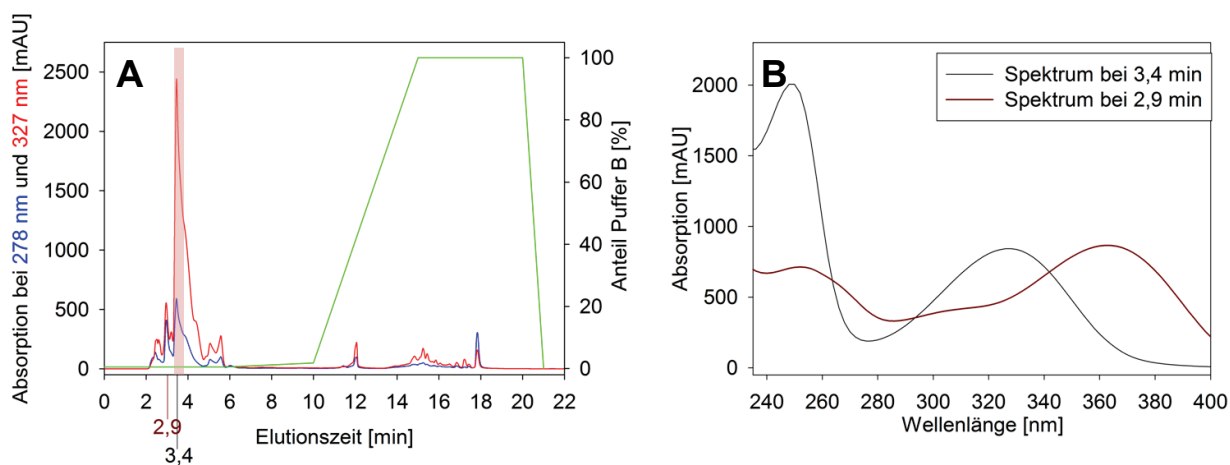 A
Absorption bei 278 nm und 327 nm [mAU]
2500
2000
1500
1000
500
0
0 2 4 6 8 10 12 14 16 18 20 22
2,9
3,4
Elutionszeit [min]
100
80
60
40
20
0
Anteil Puffer B [%]
B
Spektrum bei 3,4 min
Spektrum bei 2,9 min
Absorption [mAU]
2000
1500
1000
500
0
240 260 280 300 320 340 360 380 400
Wellenlänge [nm]